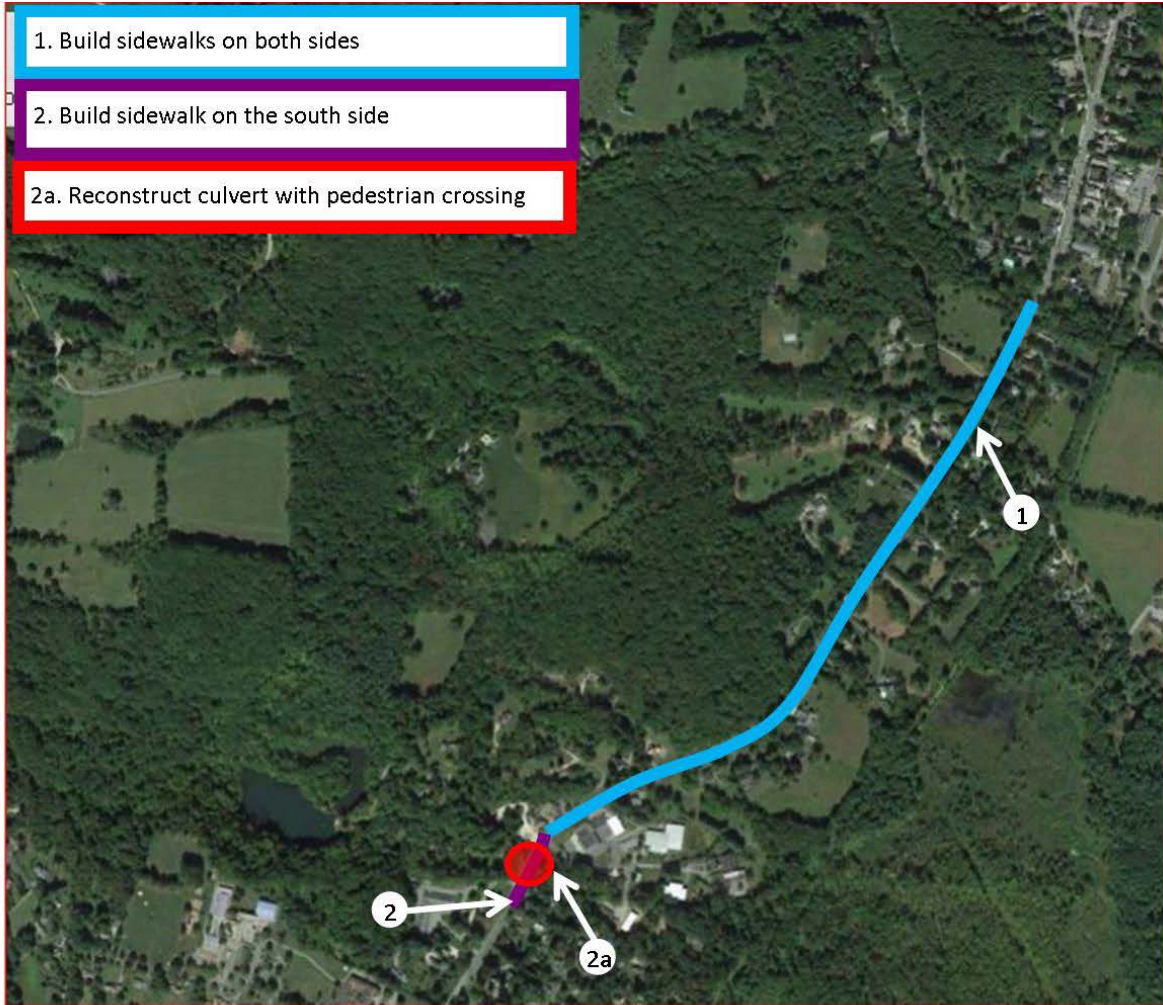 1. Build sidewalks on both sides
2. Build sidewalk on the south side
2a. Reconstruct culvert with pedestrian crossing
1
2
2a